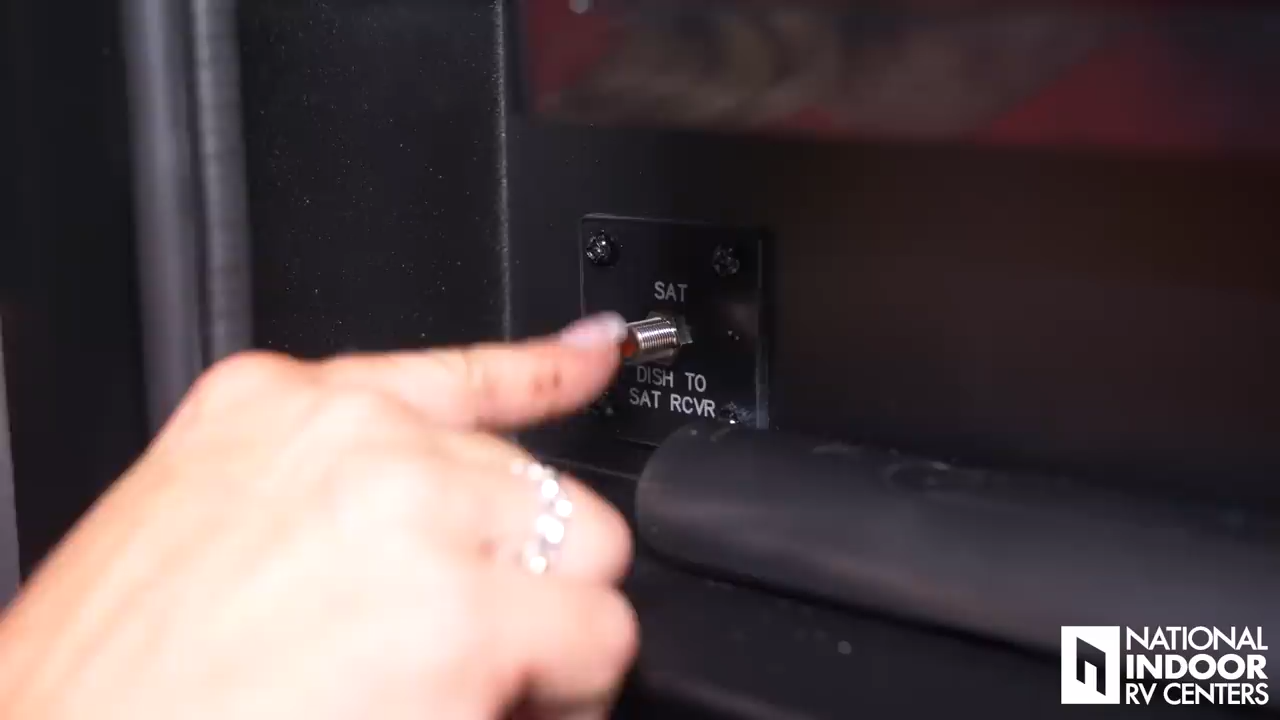 SAT
DISH TO
SAT RCVR
NATIONAL
INDOOR
RV CENTERS